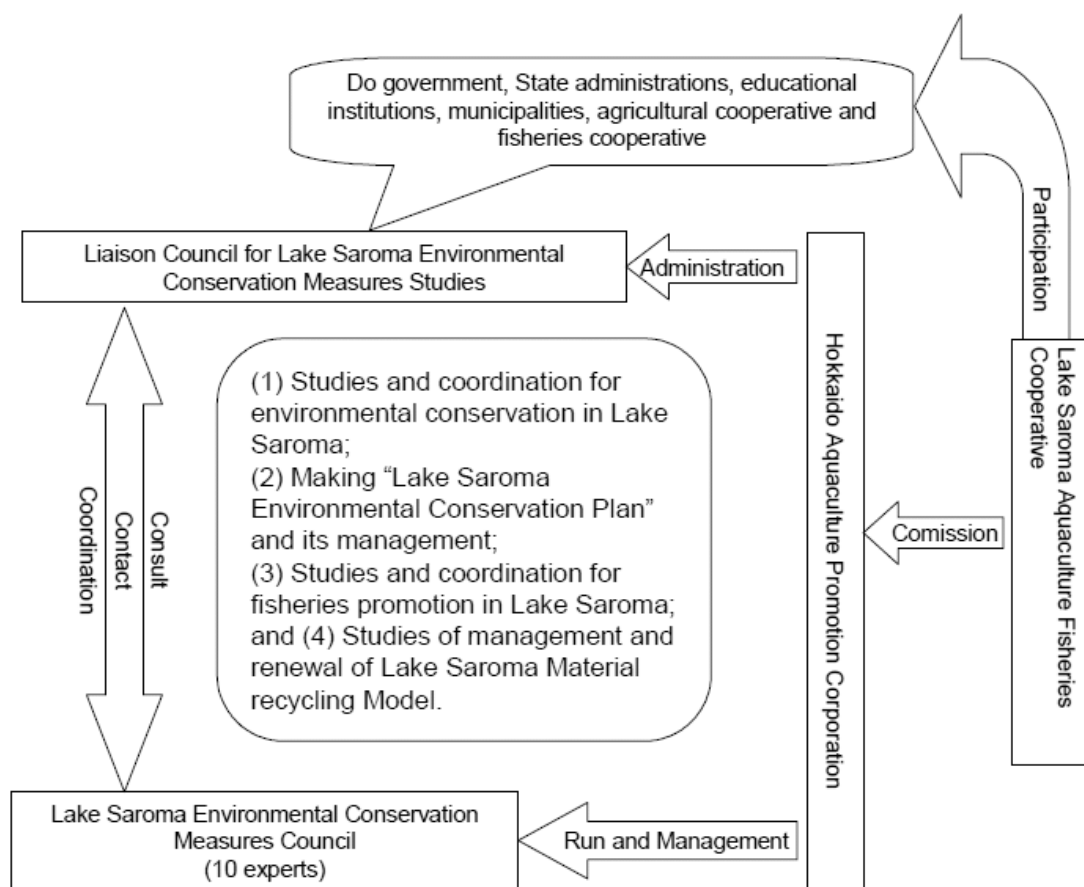 Do government, State administrations, educational
institutions, municipalities, agricultural cooperative and
fisheries cooperative
Participation
Liaison Council for Lake Saroma Environmental
Conservation Measures Studies
Administration
(1) Studies and coordination for
environmental conservation in Lake
Saroma;
(2) Making “Lake Saroma
Environmental Conservation Plan”
and its management;
(3) Studies and coordination for
fisheries promotion in Lake Saroma;
and (4) Studies of management and
renewal of Lake Saroma Material
recycling Model.
Consult
Contact
Coordination
Hokkaido Aquaculture Promotion Corporation
Comission
Lake Saroma Aquaculture Fisheries
Cooperative
Lake Saroma Environmental Conservation
Measures Council
(10 experts)
Run and Management